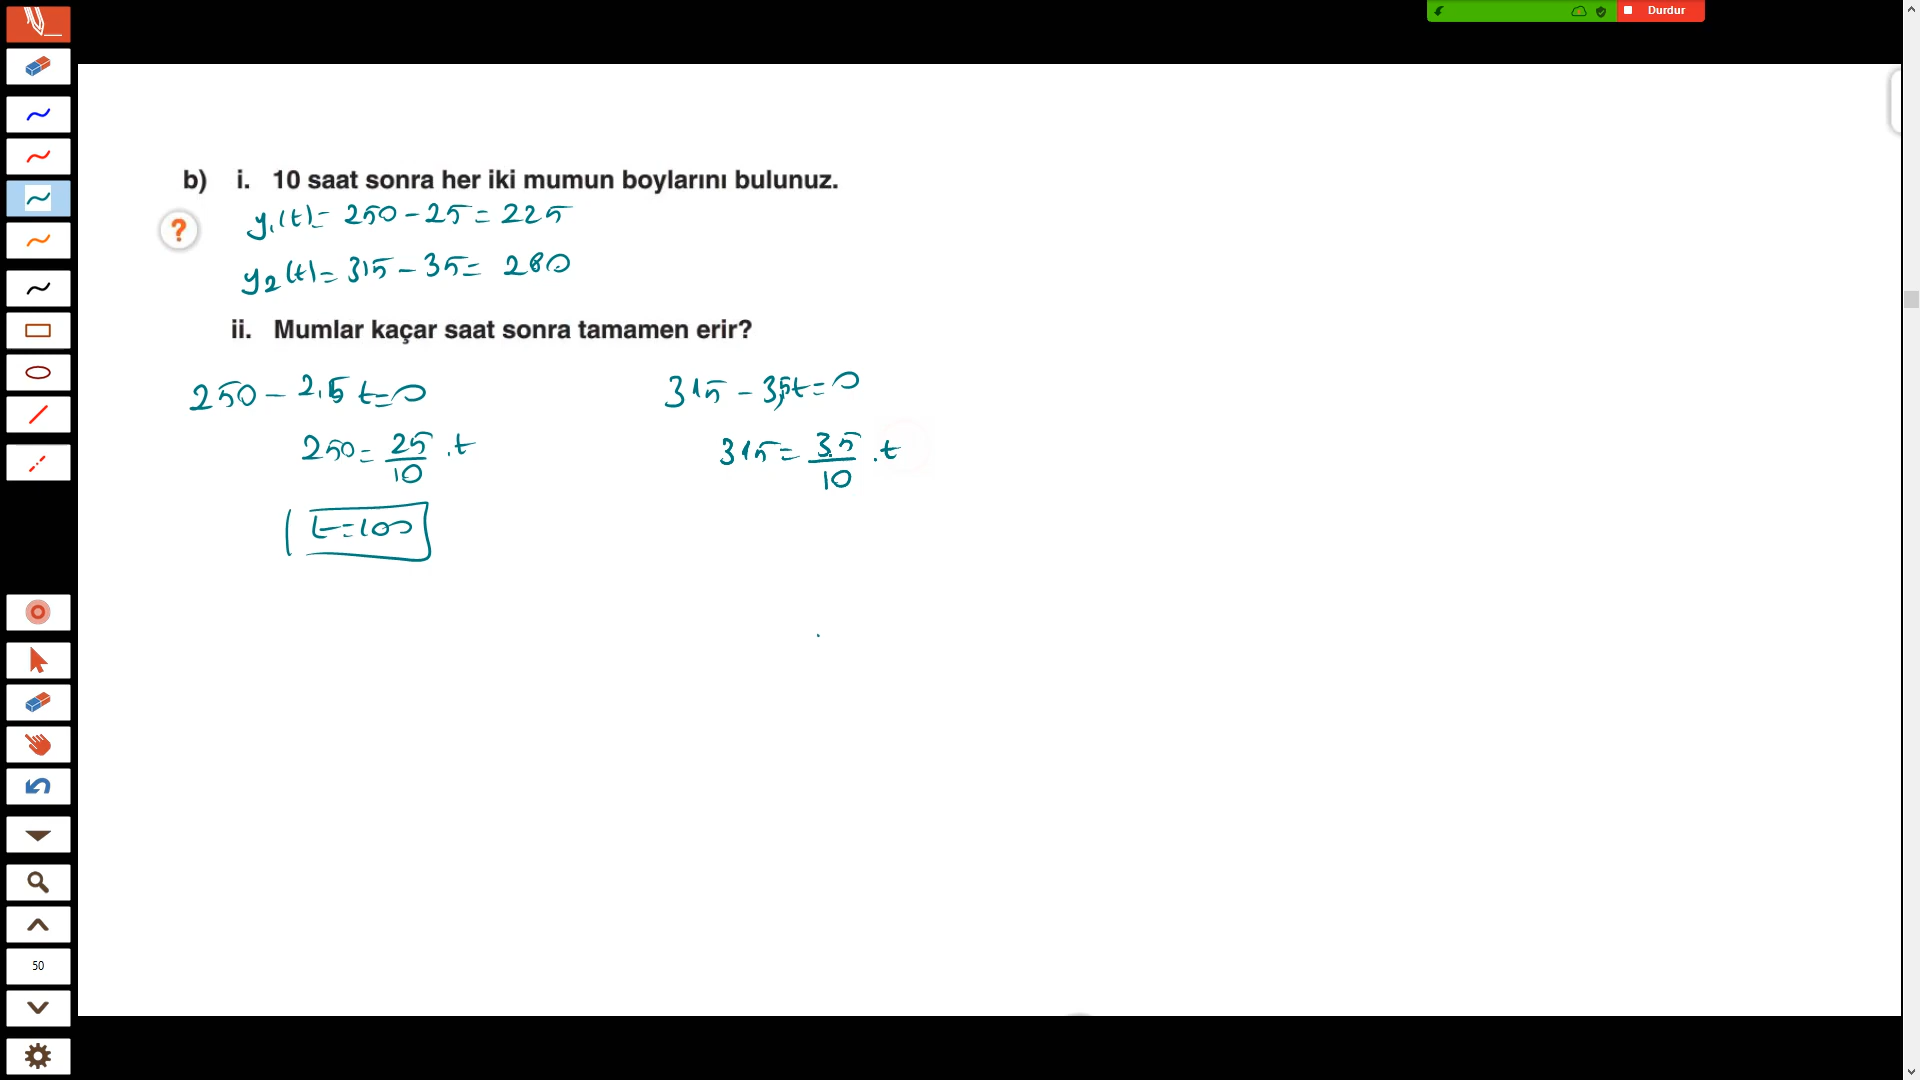 Durdur
b) i. 10 saat sonra her iki mumun boylarını bulunuz.
?
y₁(t)= 250-25=225
y₂(t)= 315-35= 280
ii. Mumlar kaçar saat sonra tamamen erir?
250-2,5t=0
315-3,5t=0
250=25/10 .t
315=35/10 .t
t=100
50